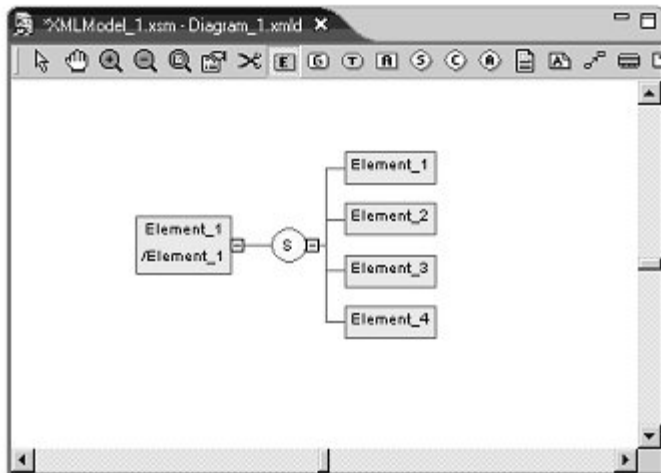 *XMLModel_1.xsm - Diagram_1.xmld
E G T A S C A A
Element_1
Element_1
/Element_1
S
Element_2
Element_3
Element_4